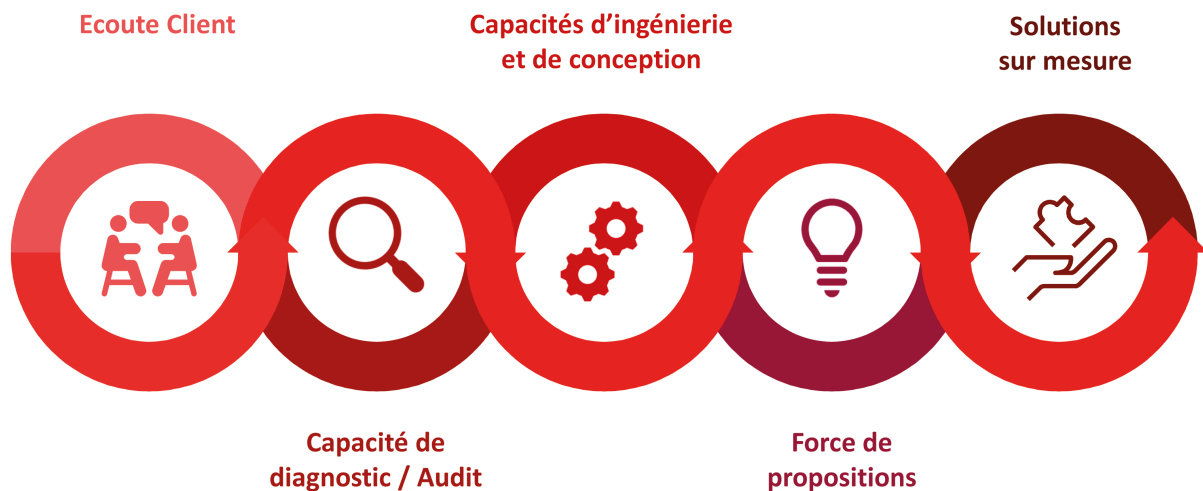 Ecoute Client
Capacité de
diagnostic / Audit
Capacités d’ingénierie
et de conception
Force de
propositions
Solutions
sur mesure